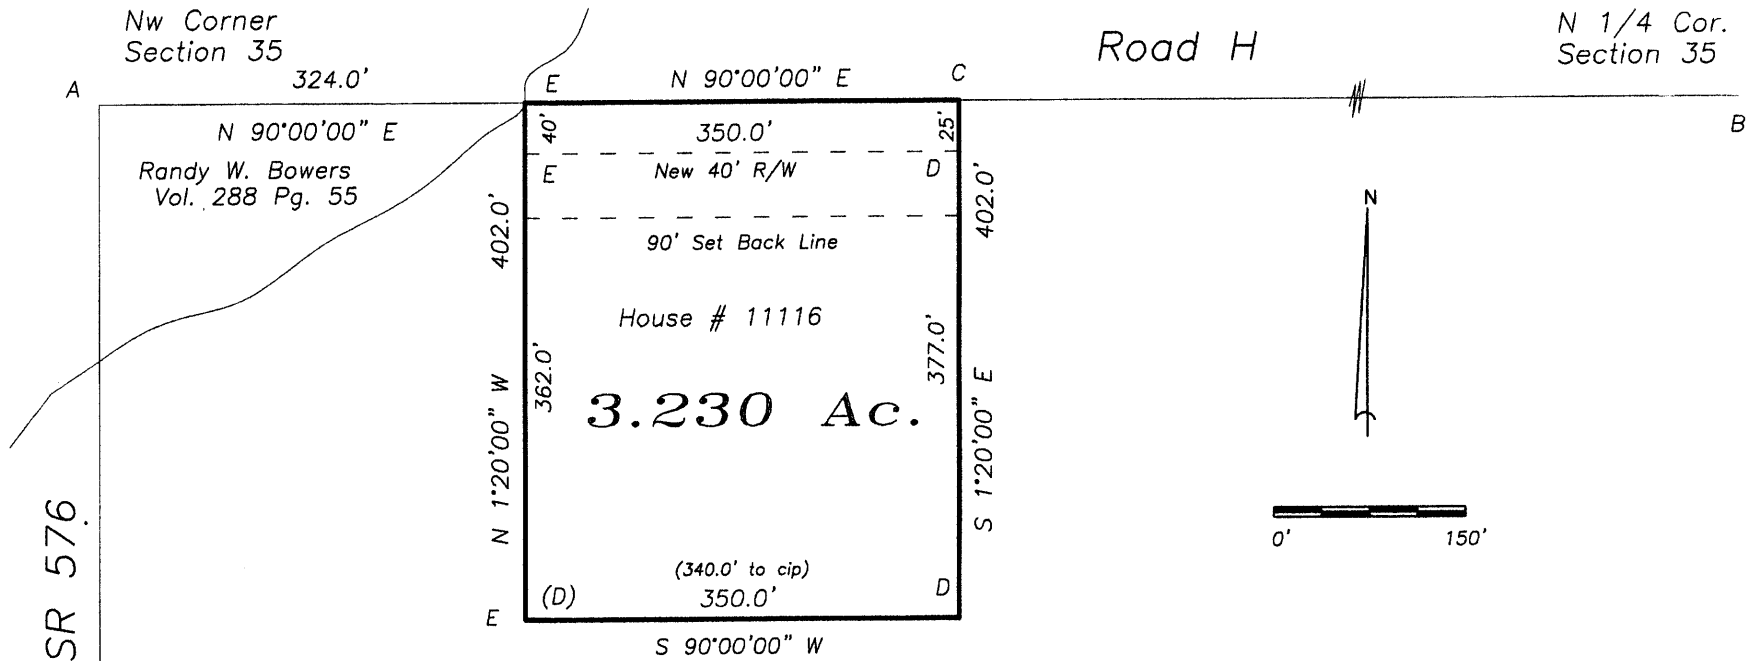 Nw Corner
Section 35
324.0'
A
E
N 90°00'00" E
C
Road H
N 1/4 Cor.
Section 35
B
N 90°00'00" E
40'
350.0'
25'
Randy W. Bowers
Vol. 288 Pg. 55
E
New 40' R/W
D
402.0'
402.0'
N
90' Set Back Line
House # 11116
362.0'
377.0'
3.230 Ac.
N 1°20'00" W
S 1°20'00" E
0'
150'
SR 576
(340.0' to cip)
(D)
350.0'
D
E
S 90°00'00" W